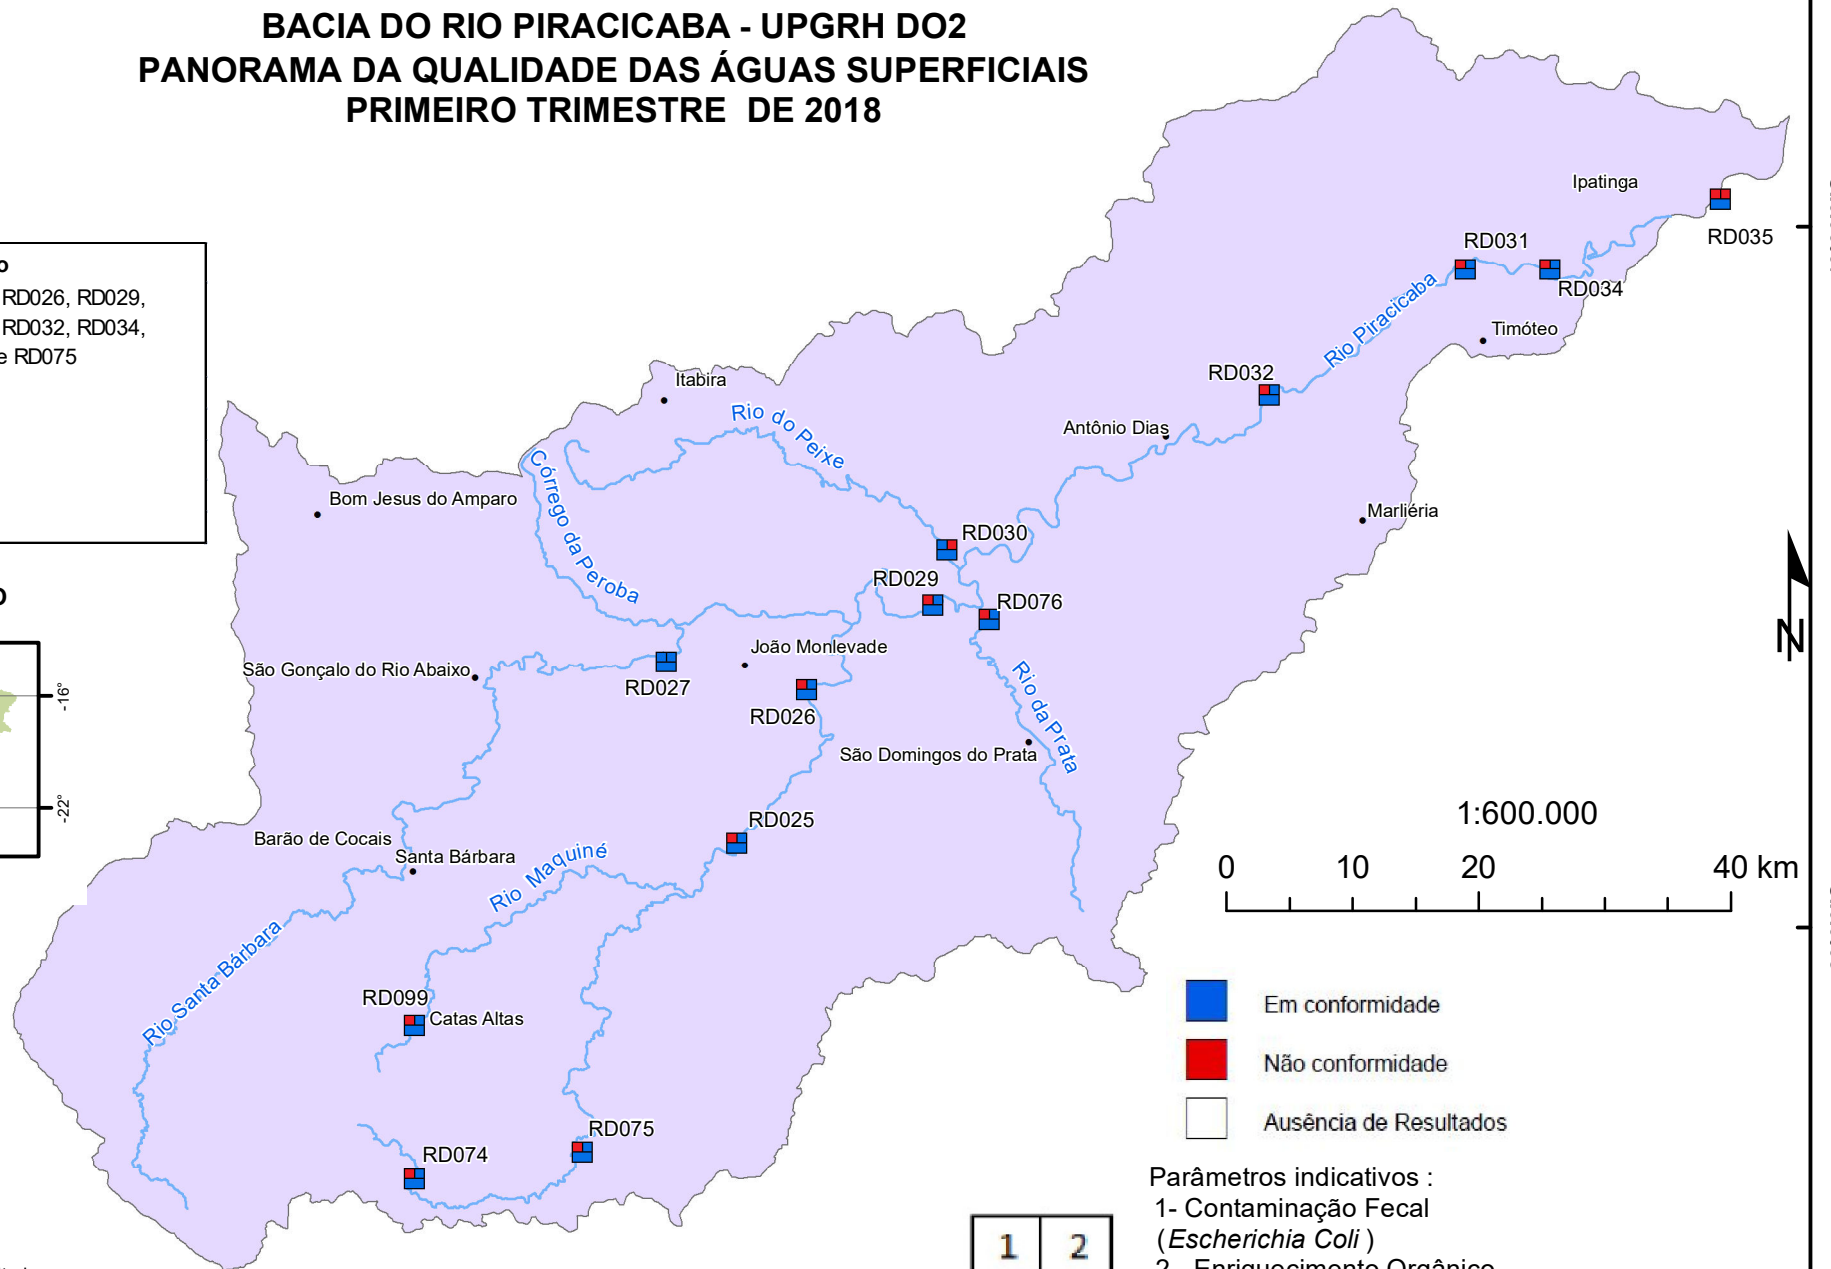 BACIA DO RIO PIRACICABA - UPGRH DO2
PANORAMA DA QUALIDADE DAS ÁGUAS SUPERFICIAIS
PRIMEIRO TRIMESTRE DE 2018
RD026, RD029,
RD032, RD034,
e RD075
-16°
-22°
Ipatinga
RD035
RD031
RD034
Rio Piracicaba
Timóteo
RD032
Itabira
Rio do Peixe
Antônio Dias
Córrego da Peroba
Bom Jesus do Amparo
Marliéria
RD030
RD029
RD076
N
João Monlevade
São Gonçalo do Rio Abaixo
RD027
RD026
Rio da Prata
São Domingos do Prata
RD025
1:600.000
Barão de Cocais
Santa Bárbara
Rio Maquiné
0 10 20 40 km
Rio Santa Bárbara
RD099
Catas Altas
Em conformidade
Não conformidade
Ausência de Resultados
RD075
RD074
Parâmetros indicativos :
1- Contaminação Fecal
(Escherichia Coli )
2 - Enriquecimento Orgânico
1 2